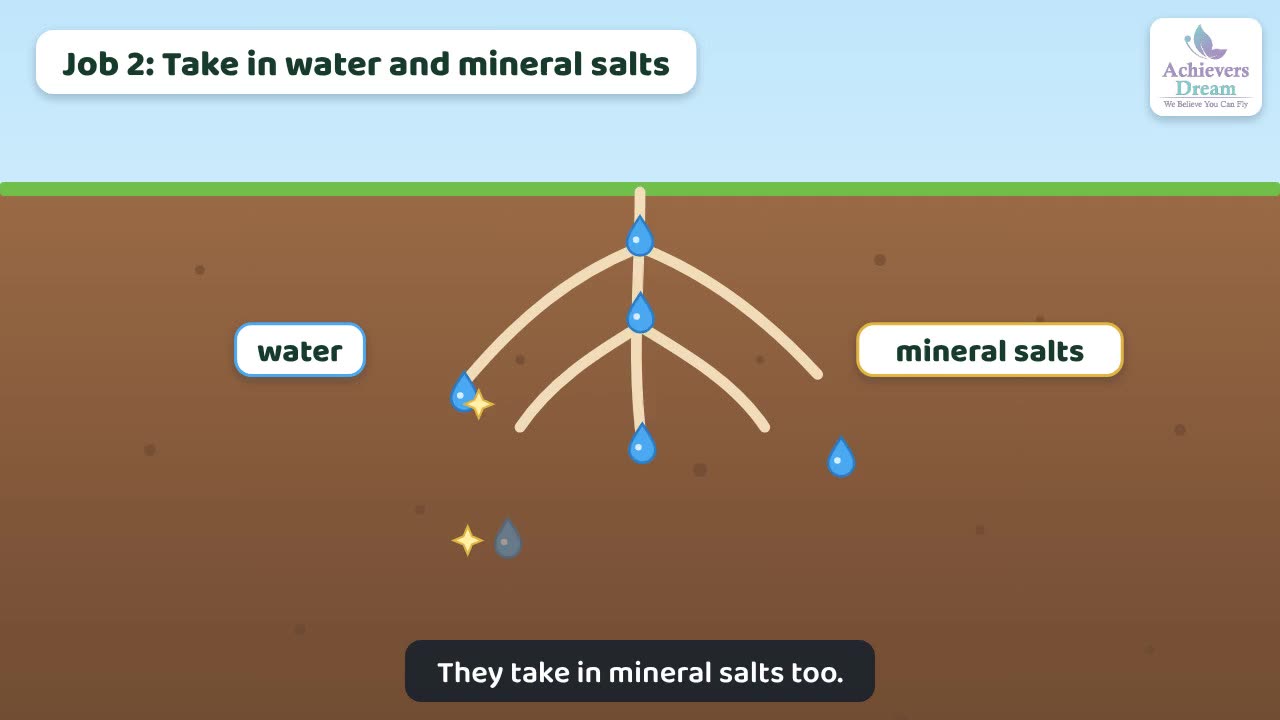 Job 2: Take in water and mineral salts
Achievers
Dream
We Believe You Can Fly
water
mineral salts
They take in mineral salts too.